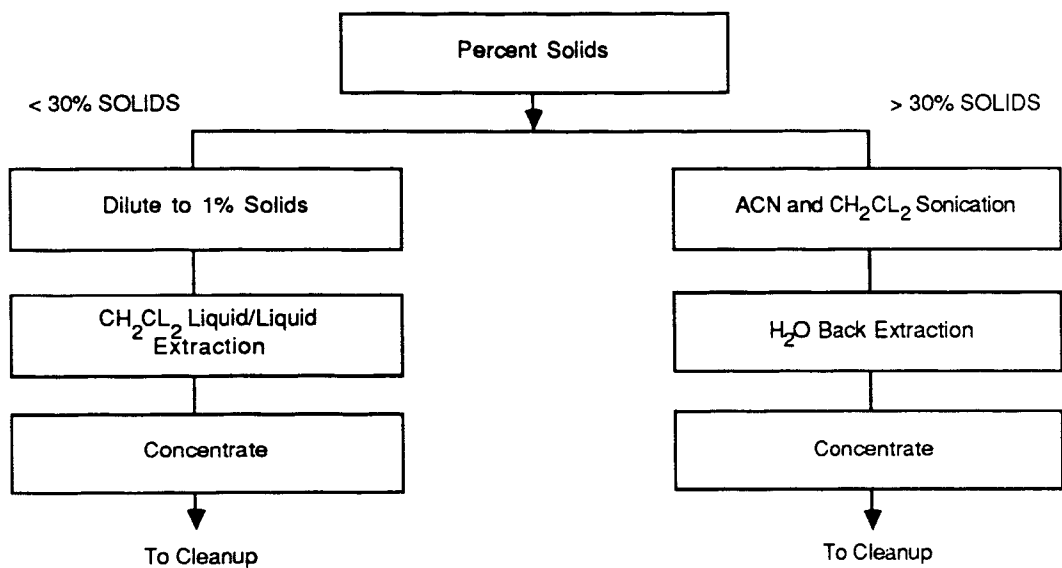 Percent Solids
< 30% SOLIDS
> 30% SOLIDS
Dilute to 1% Solids
ACN and CH2CL2 Sonication
CH2CL2 Liquid/Liquid
Extraction
H2O Back Extraction
Concentrate
Concentrate
To Cleanup
To Cleanup